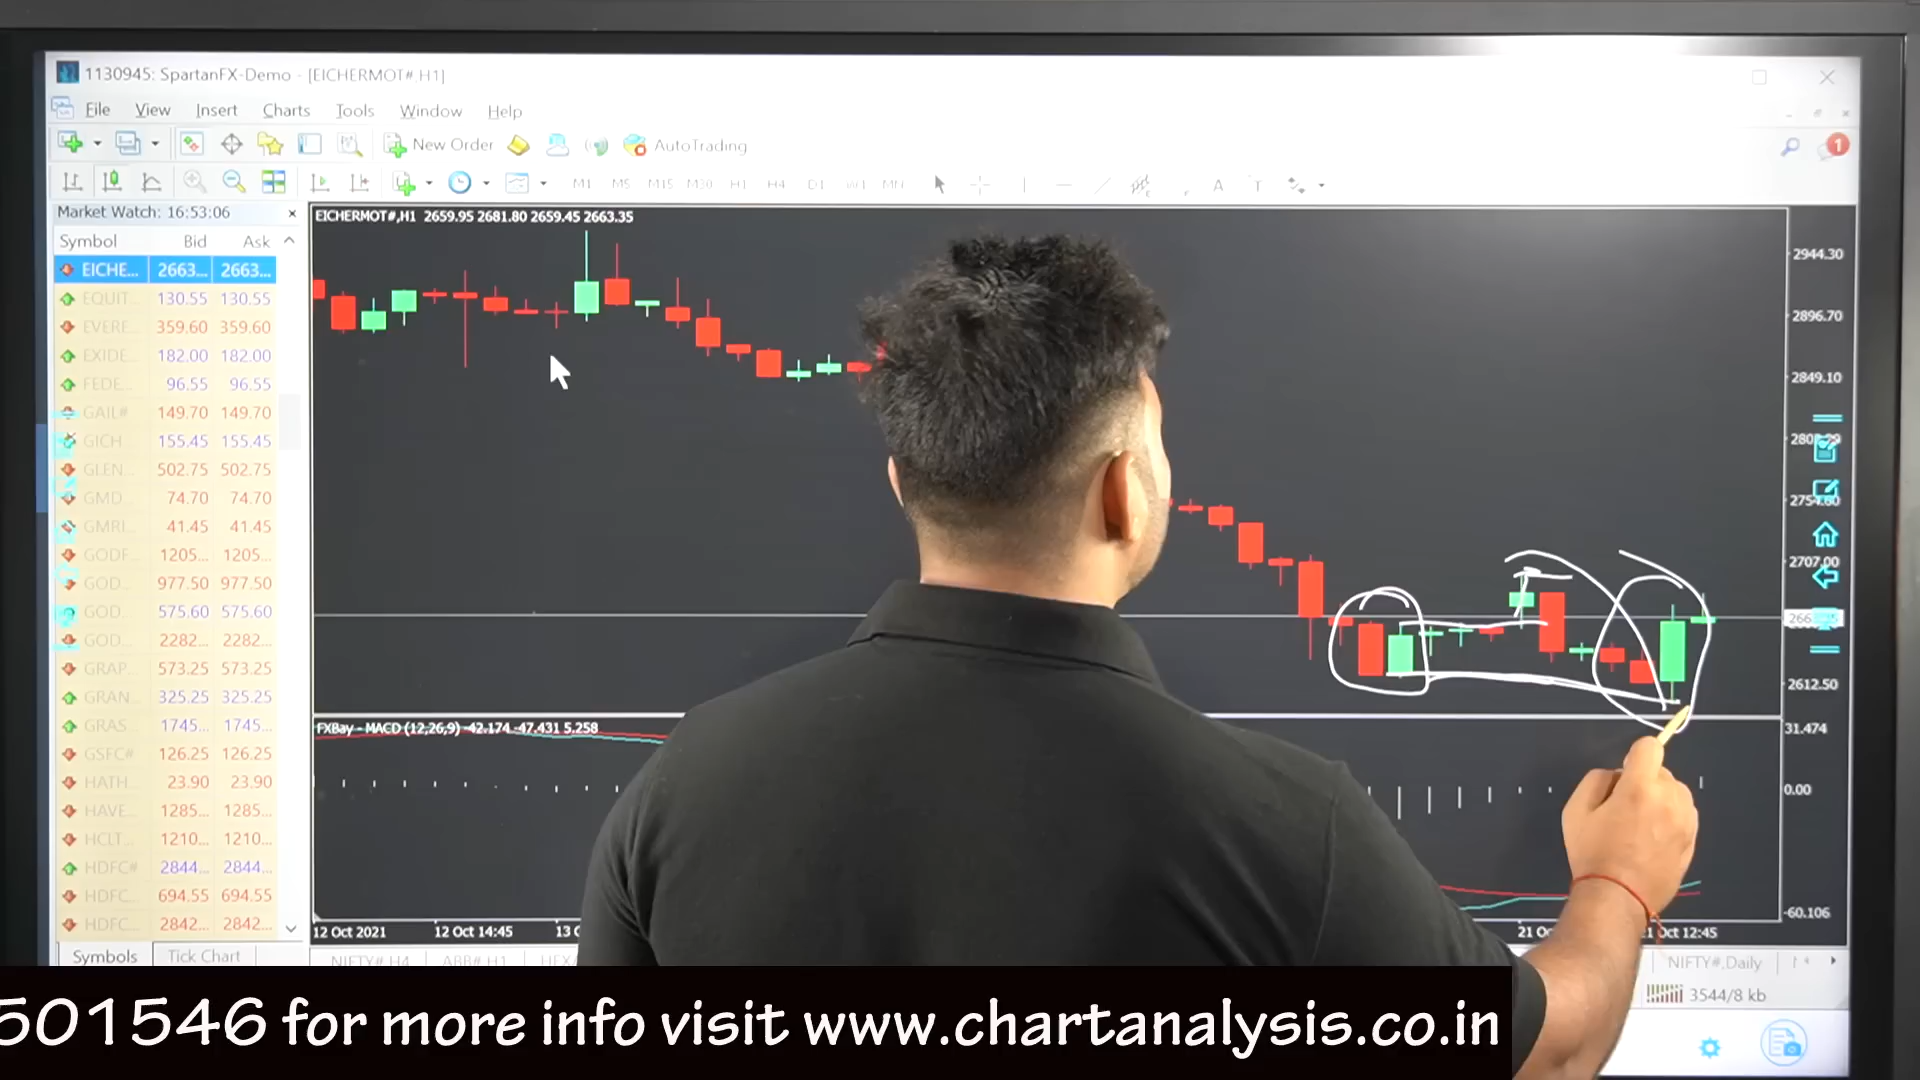 1130945: SpartanFX-Demo - [EICHERMOT#,H1]
File View Insert Charts Tools Window Help
New Order AutoTrading 1
M1 M5 M15 M30 H1 H4 D1 W1 MN A T
Market Watch: 16:53:06
Symbol Bid Ask
EICHE... 2663... 2663...
EQUIT... 130.55 130.55
EVERE... 359.60 359.60
EXIDE... 182.00 182.00
FEDE... 96.55 96.55
GAIL# 149.70 149.70
GICH... 155.45 155.45
GLEN... 502.75 502.75
GMD... 74.70 74.70
GMRI... 41.45 41.45
GODF... 1205... 1205...
GOD... 977.50 977.50
GOD... 575.60 575.60
GOD... 2282... 2282...
GRAP... 573.25 573.25
GRAN... 325.25 325.25
GRAS... 1745... 1745...
GSFC# 126.25 126.25
HATH... 23.90 23.90
HAVE... 1285... 1285...
HCLT... 1210... 1210...
HDFC# 2844... 2844...
HDFC... 694.55 694.55
HDFC... 2842... 2842...
Symbols Tick Chart
EICHERMOT#,H1 2659.95 2681.80 2659.45 2663.35
2944.30
2896.70
2849.10
2754.60
2707.00
2612.50
FXBay - MACD (12,26,9) -42.174 -47.431 5.258
31.474
0.00
-60.106
12 Oct 2021 12 Oct 14:45 13 21 Oct 12:45
NIFTY#,H4 ABB#,H1 NIFTY#,Daily
3544/8 kb
501546 for more info visit www.chartanalysis.co.in